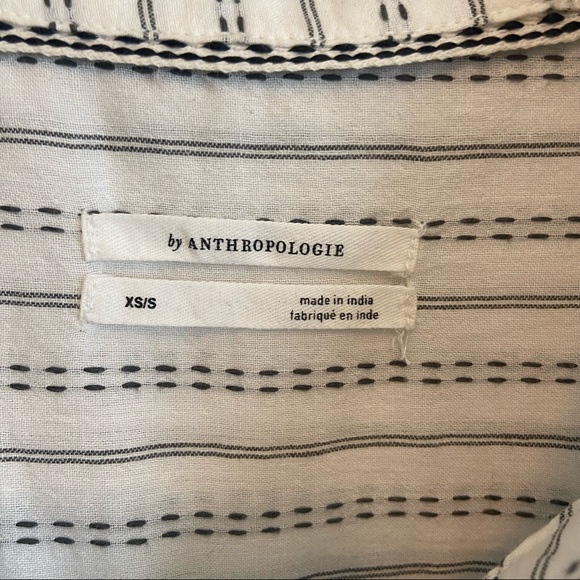 by ANTHROPOLOGIE
XS/S
made in india
fabriqué en inde